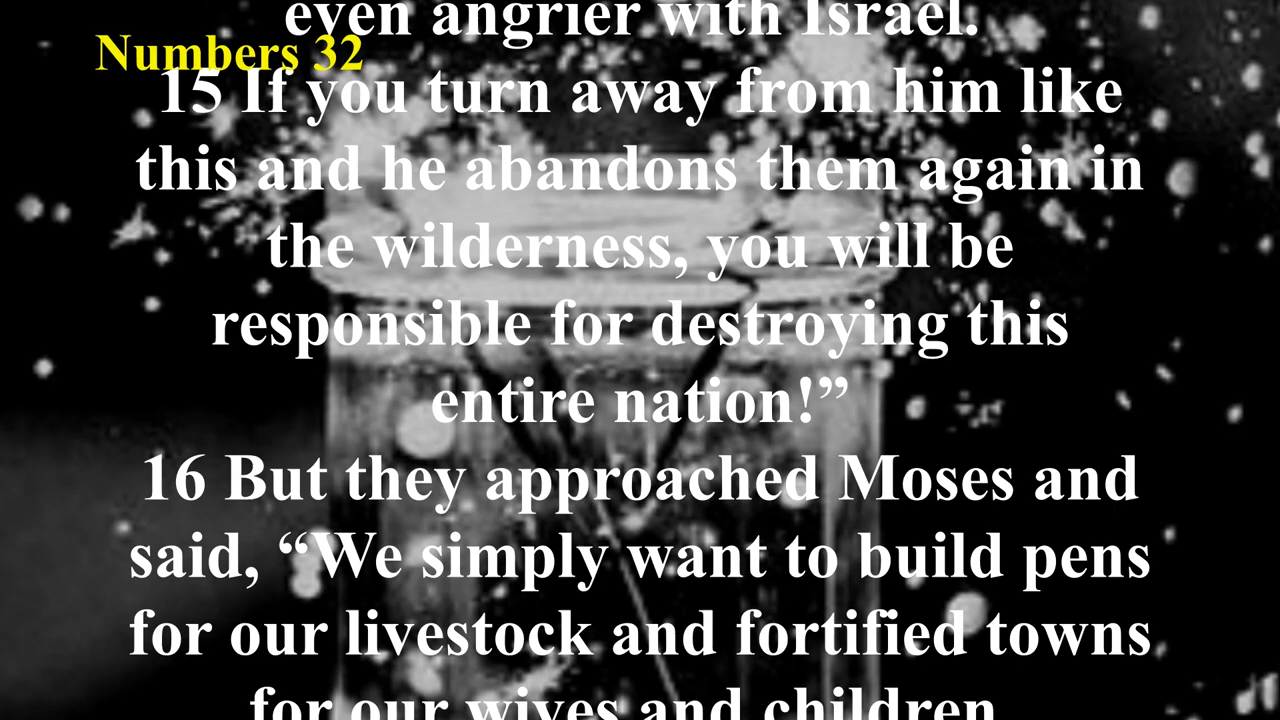 even angrier with Israel.
Numbers 32
15 If you turn away from him like
this and he abandons them again in
the wilderness, you will be
responsible for destroying this
entire nation!”
16 But they approached Moses and
said, “We simply want to build pens
for our livestock and fortified towns
for our wives and children